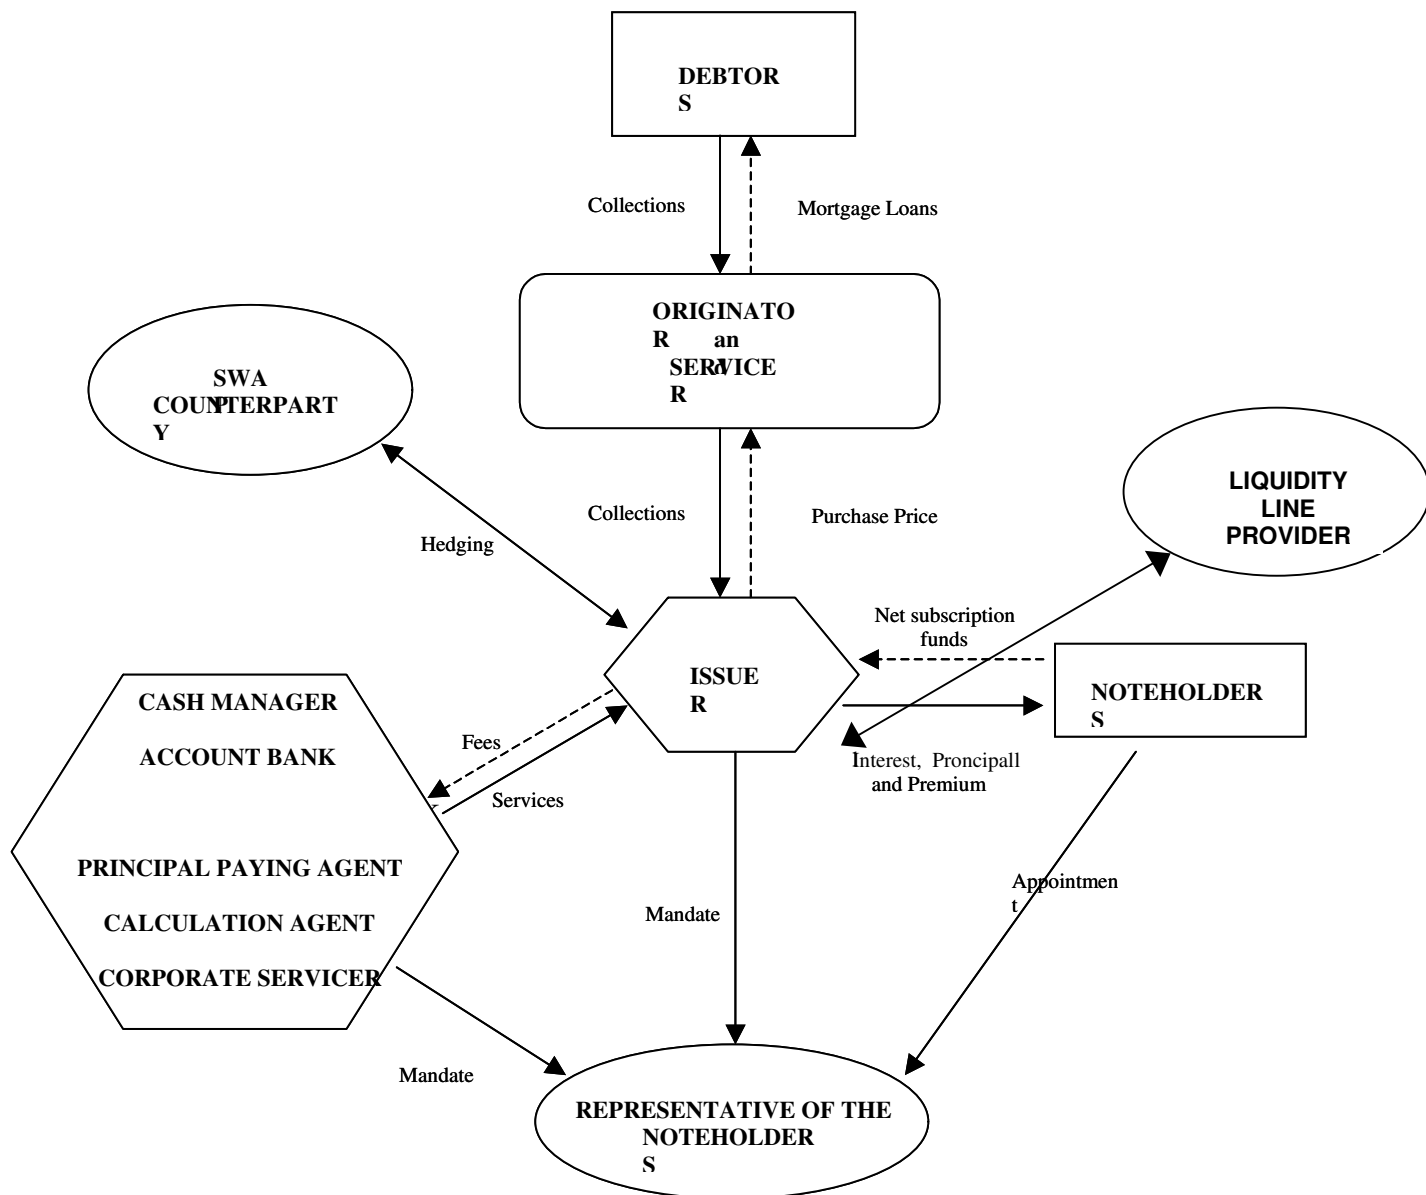 DEBTOR
S
Collections
Mortgage Loans
ORIGINATO
R
an
d
SERVICE
R
SWA
P
COUNTERPART
Y
LIQUIDITY
LINE
PROVIDER
Collections
Purchase Price
Hedging
Net subscription
funds
ISSUE
R
NOTEHOLDER
S
CASH MANAGER
ACCOUNT BANK
Fees
Services
Interest, Proncipall
and Premium
PRINCIPAL PAYING AGENT
CALCULATION AGENT
CORPORATE SERVICER
Appointmen
t
Mandate
Mandate
REPRESENTATIVE OF THE
NOTEHOLDER
S